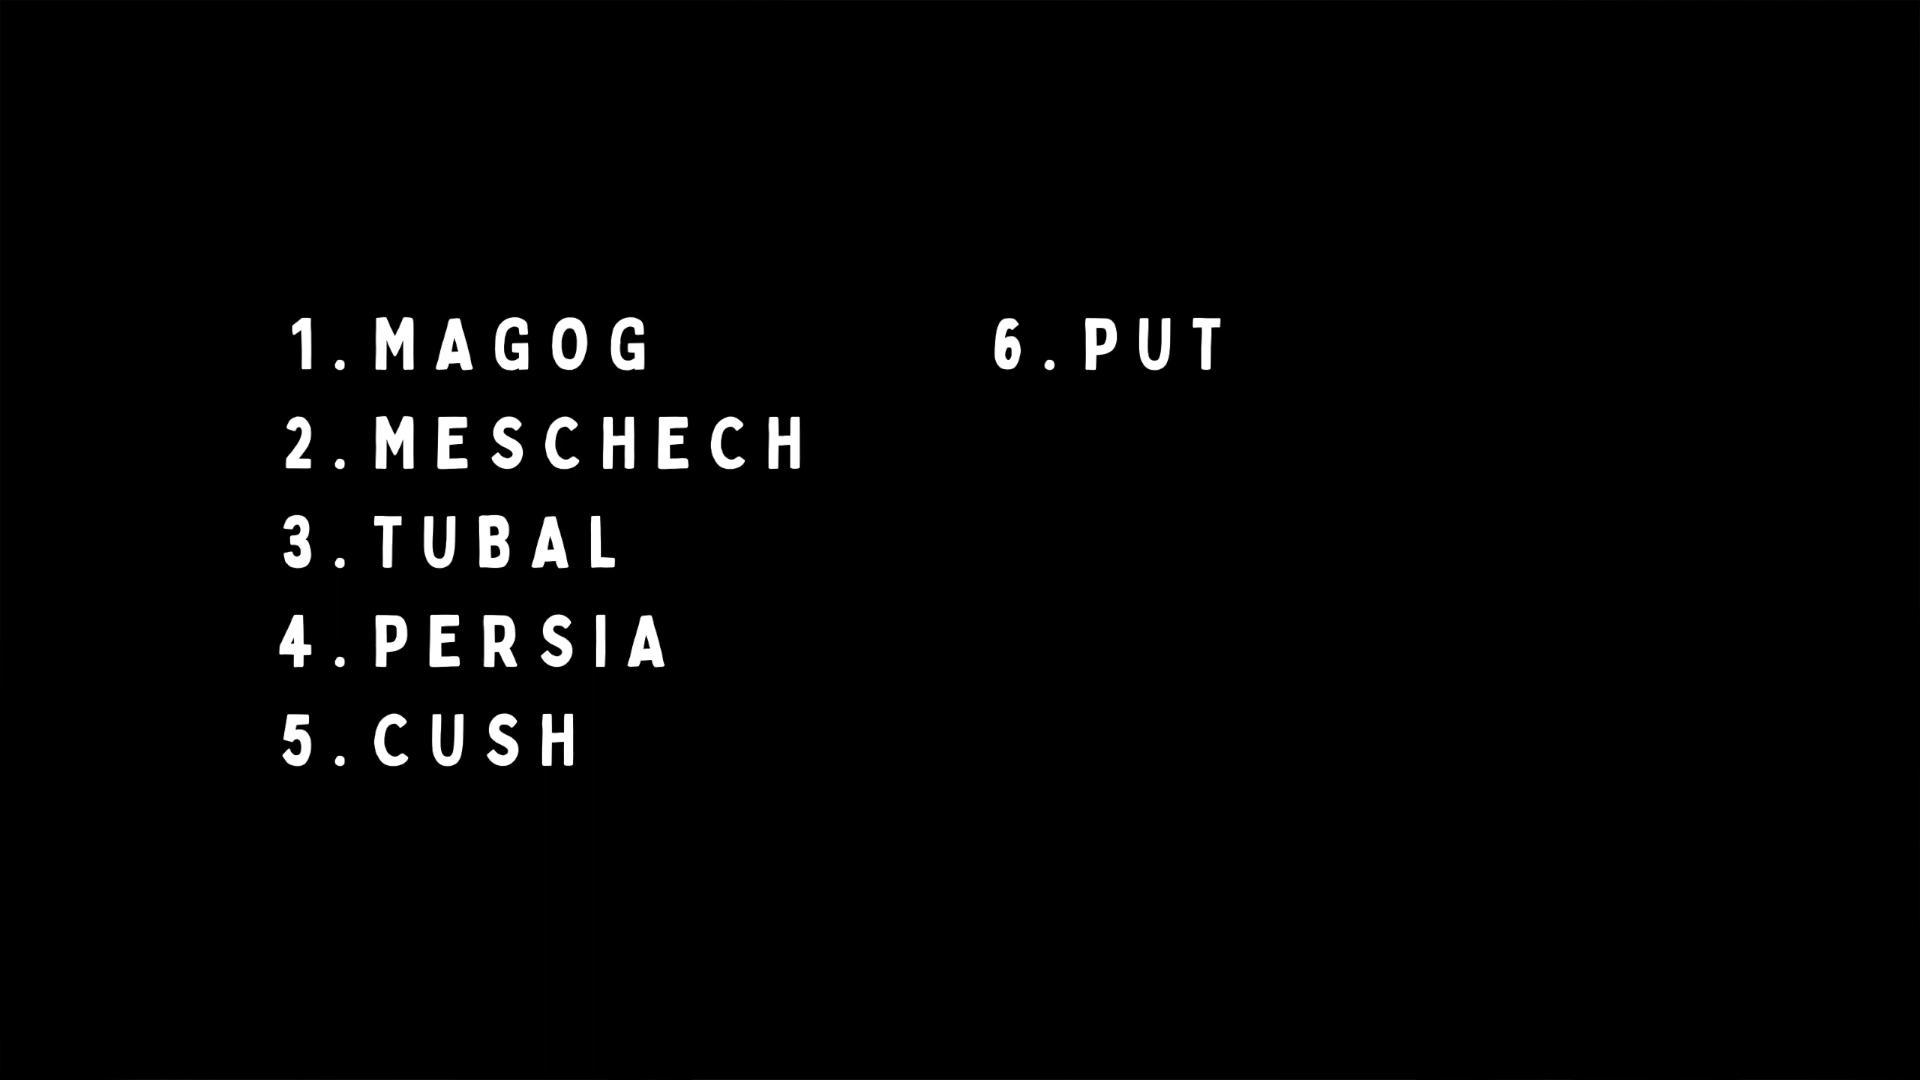 1. MAGOG
2. MESCHECH
3. TUBAL
4. PERSIA
5. CUSH
6. PUT